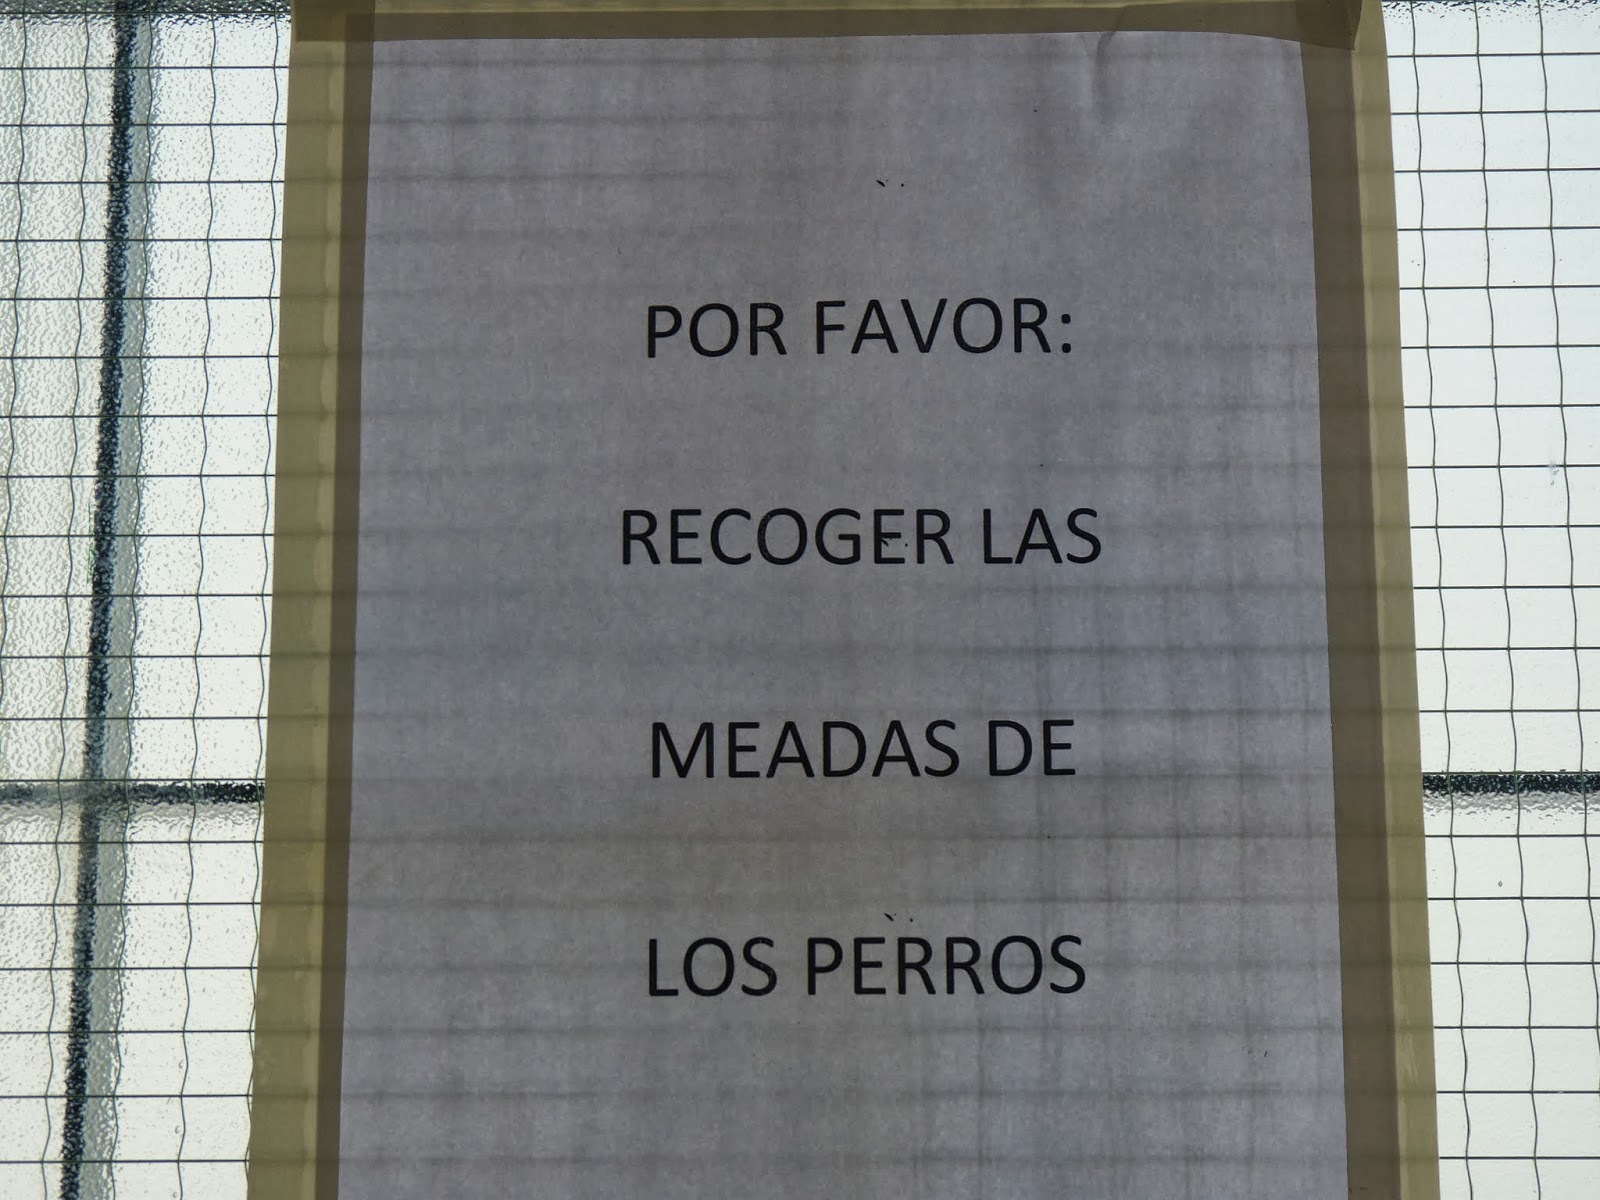 POR FAVOR:
RECOGER LAS
MEADAS DE
LOS PERROS